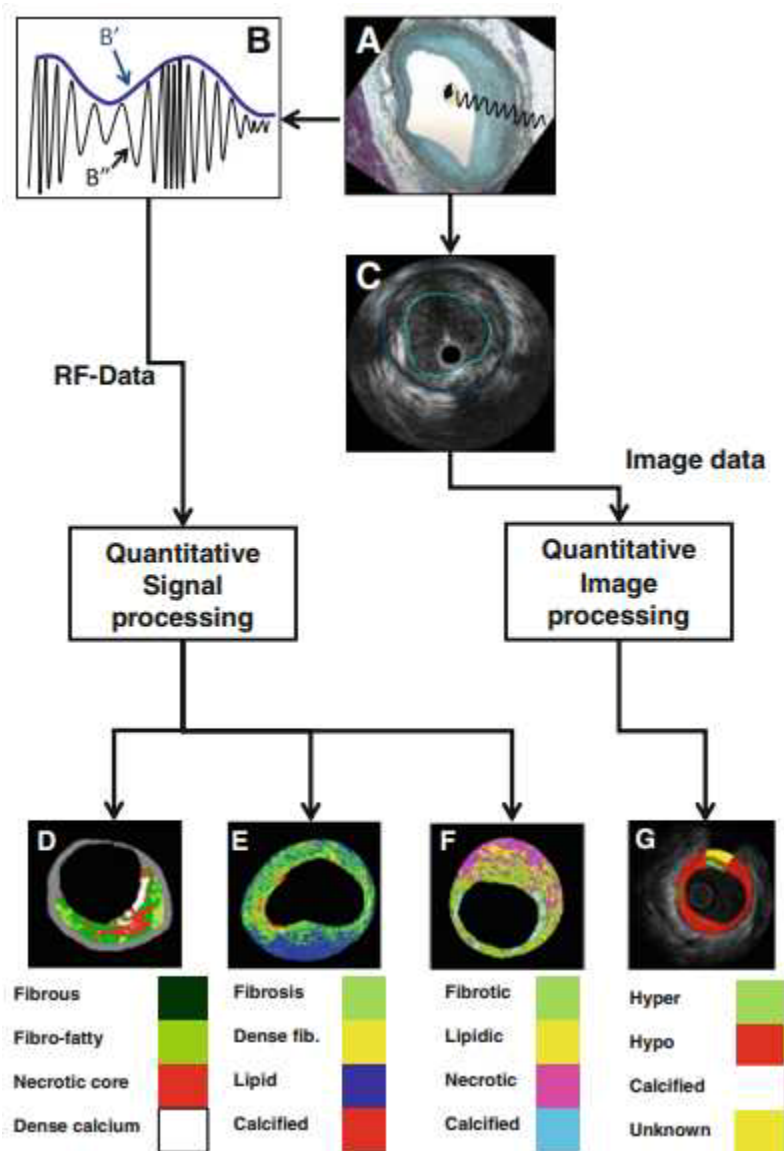 B
A
B'
B"
C
RF-Data
Image data
Quantitative
Signal
processing
Quantitative
Image
processing
D
E
F
G
Fibrous
Fibro-fatty
Necrotic core
Dense calcium
Fibrosis
Dense fib.
Lipid
Calcified
Fibrotic
Lipidic
Necrotic
Calcified
Hyper
Hypo
Calcified
Unknown